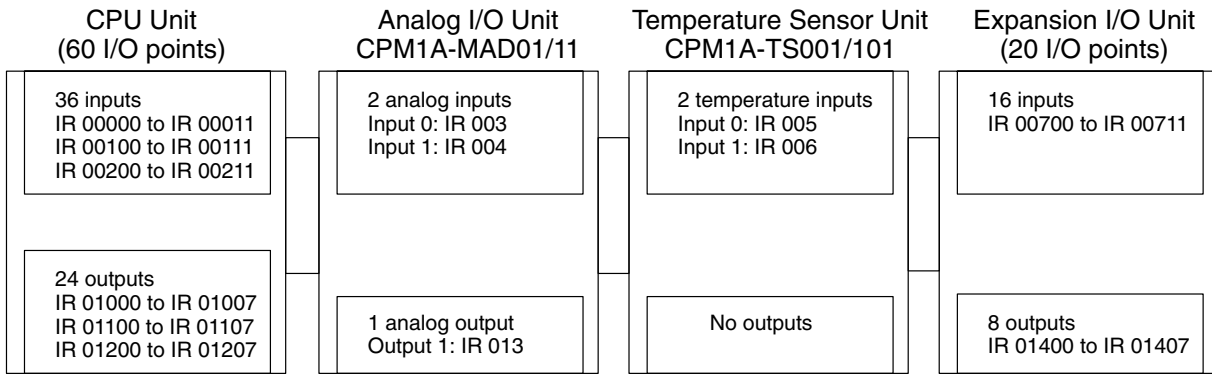 CPU Unit
(60 I/O points)
36 inputs
IR 00000 to IR 00011
IR 00100 to IR 00111
IR 00200 to IR 00211
24 outputs
IR 01000 to IR 01007
IR 01100 to IR 01107
IR 01200 to IR 01207
Analog I/O Unit
CPM1A-MAD01/11
2 analog inputs
Input 0: IR 003
Input 1: IR 004
1 analog output
Output 1: IR 013
Temperature Sensor Unit
CPM1A-TS001/101
2 temperature inputs
Input 0: IR 005
Input 1: IR 006
No outputs
Expansion I/O Unit
(20 I/O points)
16 inputs
IR 00700 to IR 00711
8 outputs
IR 01400 to IR 01407